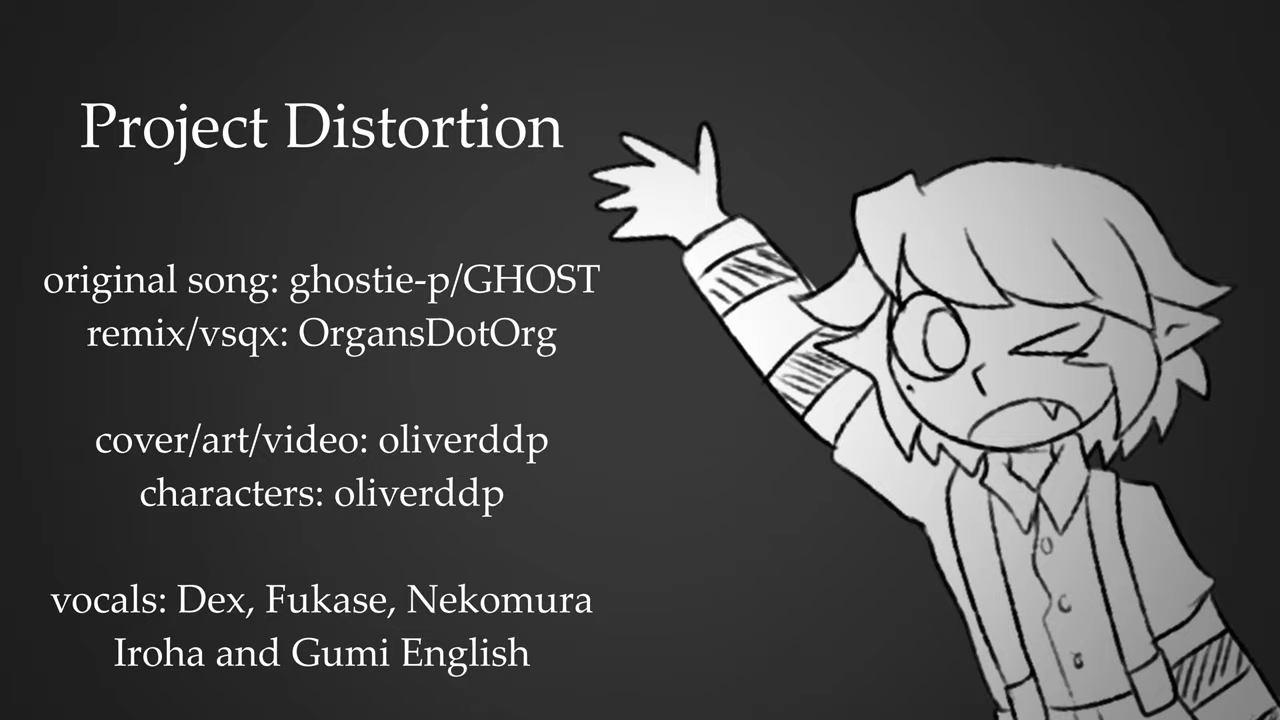 Project Distortion
original song: ghostie-p/GHOST
remix/vsqx: OrgansDotOrg
cover/art/video: oliverddp
characters: oliverddp
vocals: Dex, Fukase, Nekomura
Iroha and Gumi English